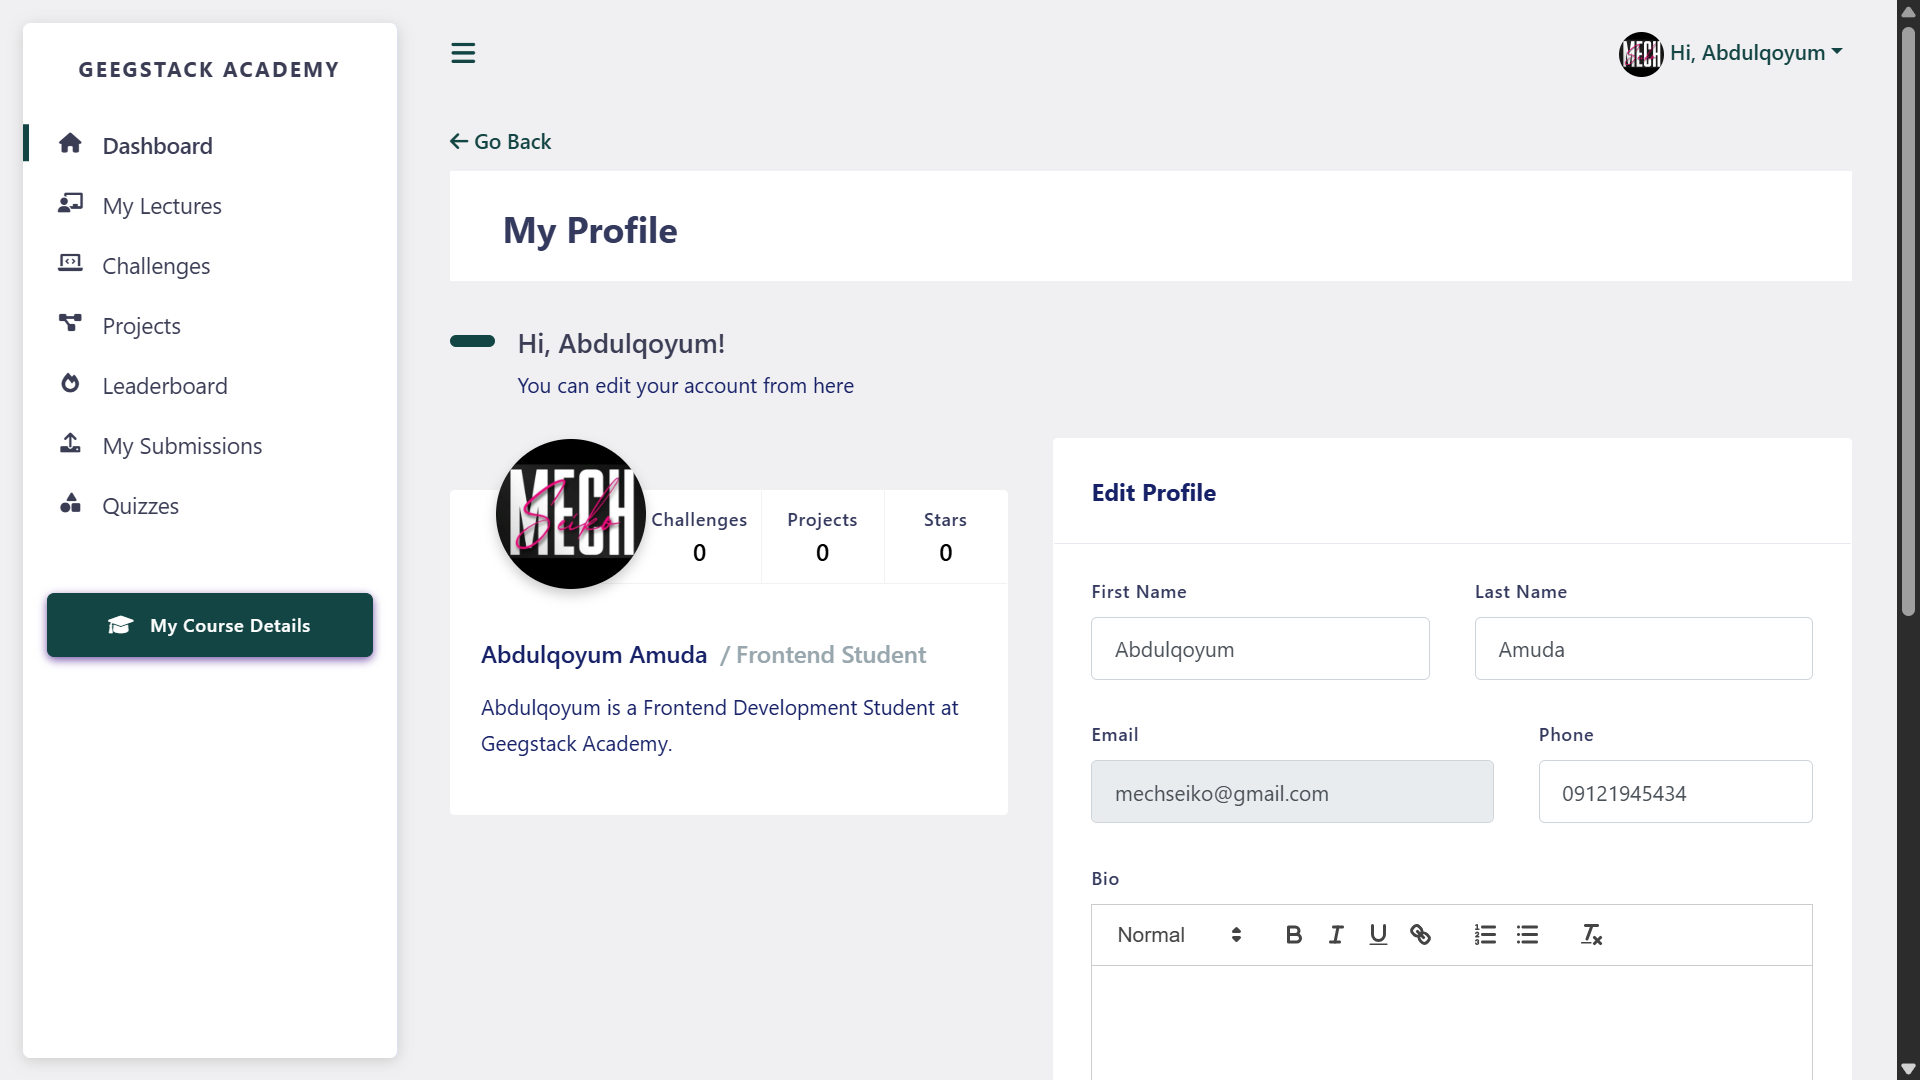 GEEGSTACK ACADEMY
Dashboard
My Lectures
Challenges
Projects
Leaderboard
My Submissions
Quizzes
My Course Details
MECH
Seiko
Hi, Abdulqoyum
Go Back
My Profile
Hi, Abdulqoyum!
You can edit your account from here
MECH
Seiko
Challenges
0
Projects
0
Stars
0
Abdulqoyum Amuda / Frontend Student
Abdulqoyum is a Frontend Development Student at
Geegstack Academy.
Edit Profile
First Name
Last Name
Abdulqoyum
Amuda
Email
Phone
mechseiko@gmail.com
09121945434
Bio
Normal